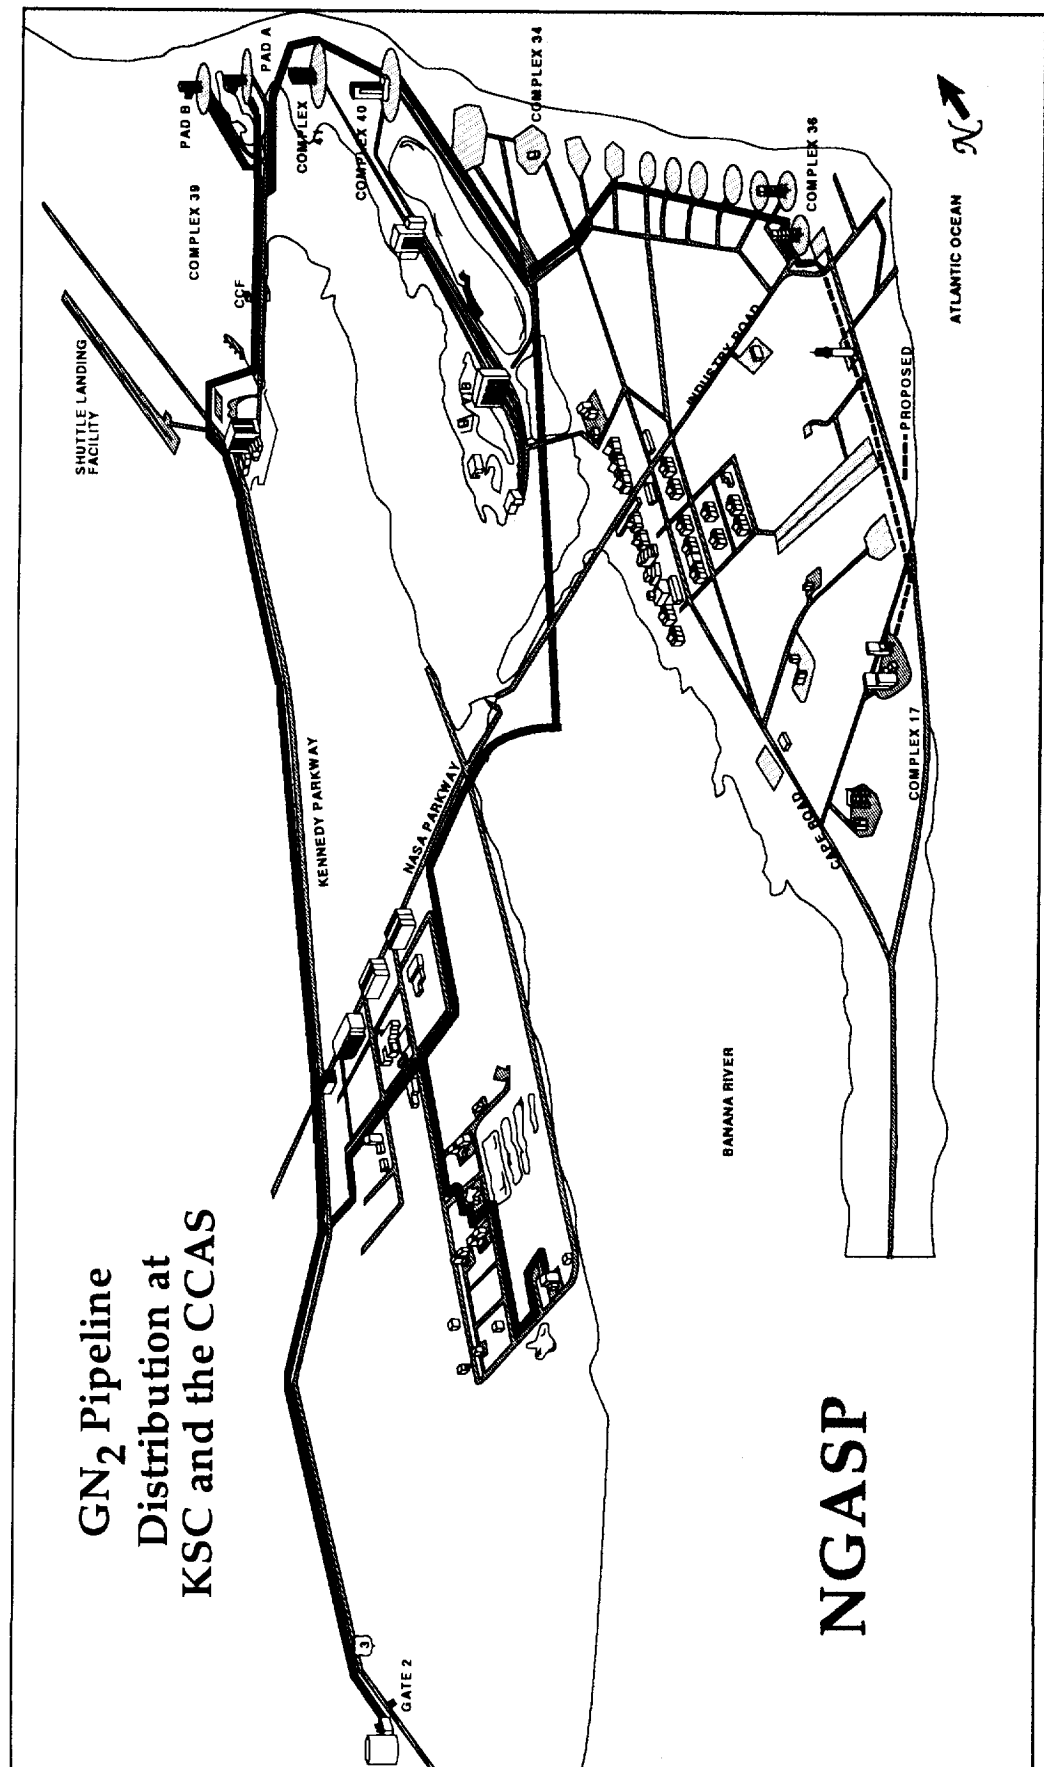 GN2 Pipeline
Distribution at
KSC and the CCAS
SHUTTLE LANDING
FACILITY
COMPLEX 39
PAD B
PAD A
CCF
COMPLEX
41
COMPLEX 40
COMPLEX 34
COMPLEX 36
VIB
INDUSTRY ROAD
KENNEDY PARKWAY
NASA PARKWAY
CAPE ROAD
COMPLEX 17
PROPOSED
ATLANTIC OCEAN
N
BANANA RIVER
3
GATE 2
NGASP